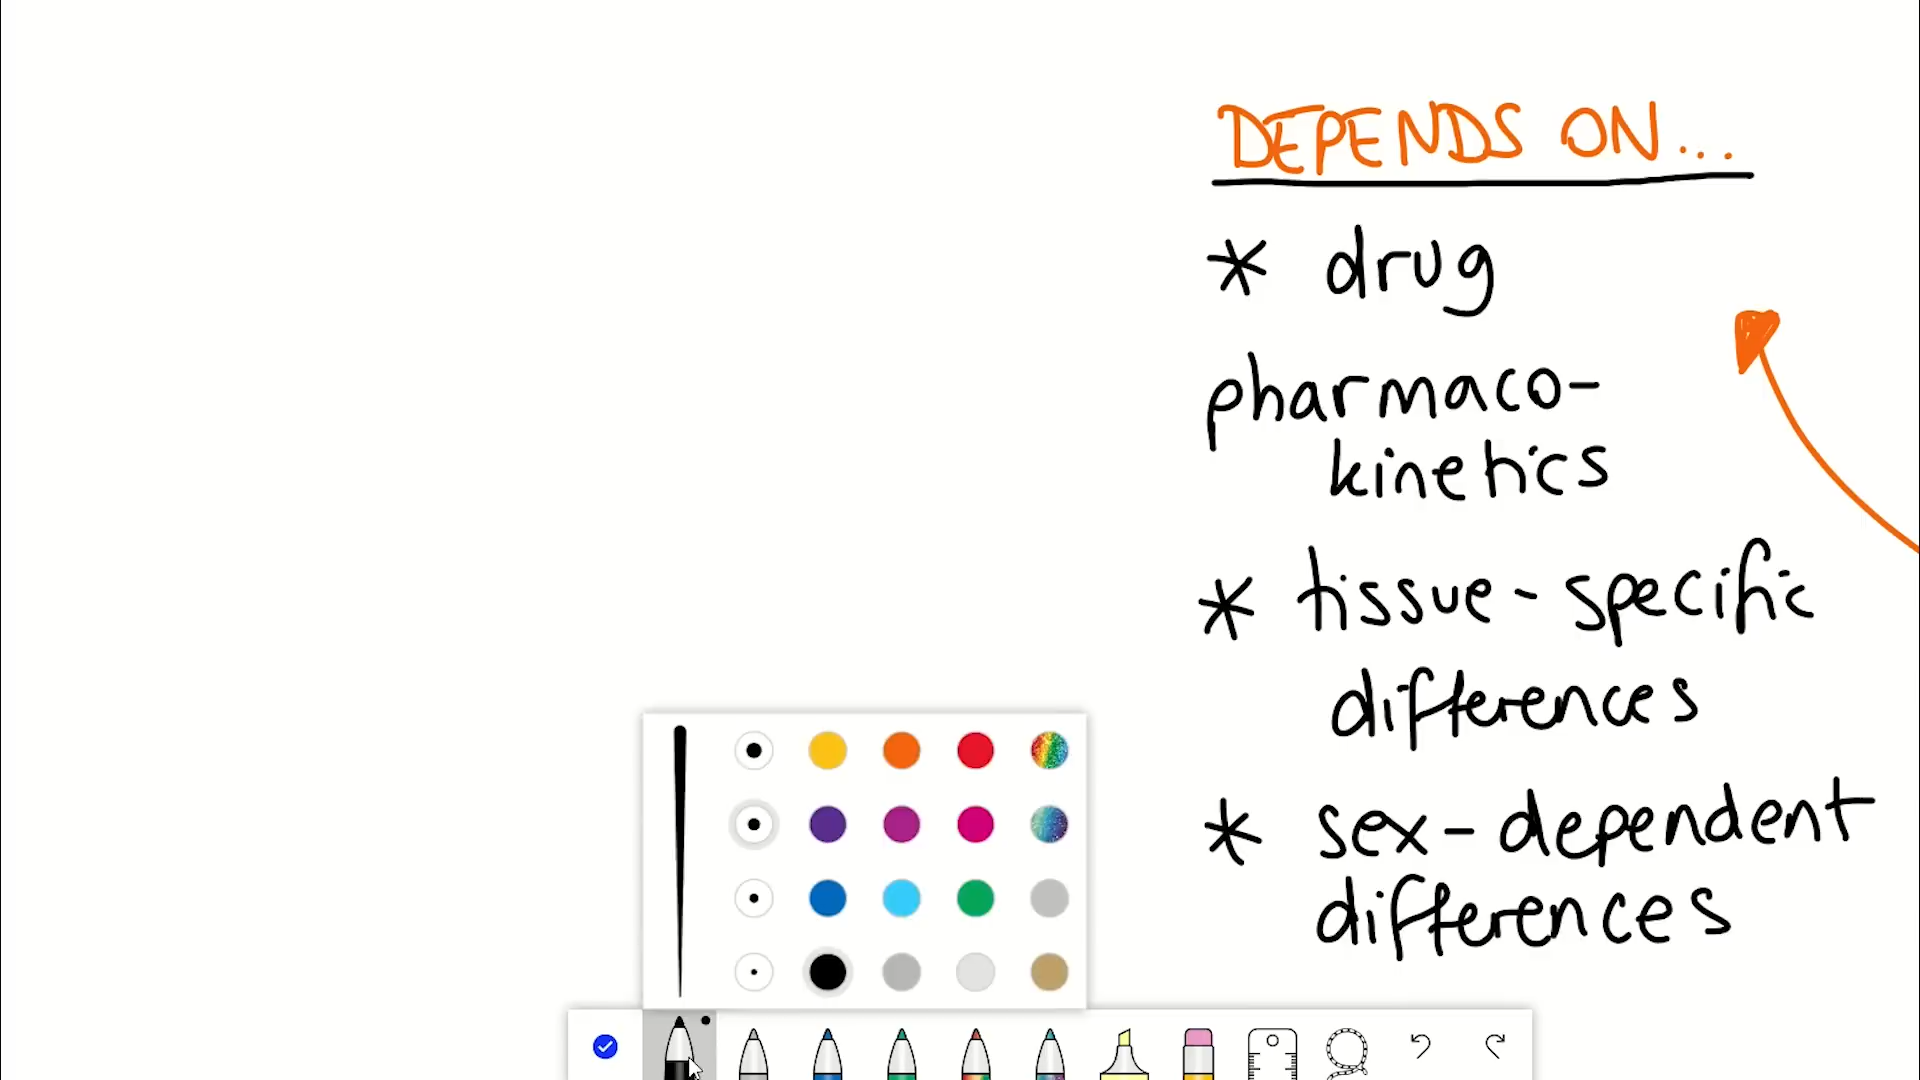 DEPENDS ON...
* drug
pharmaco-
kinetics
* tissue-specific
differences
* sex-dependent
differences